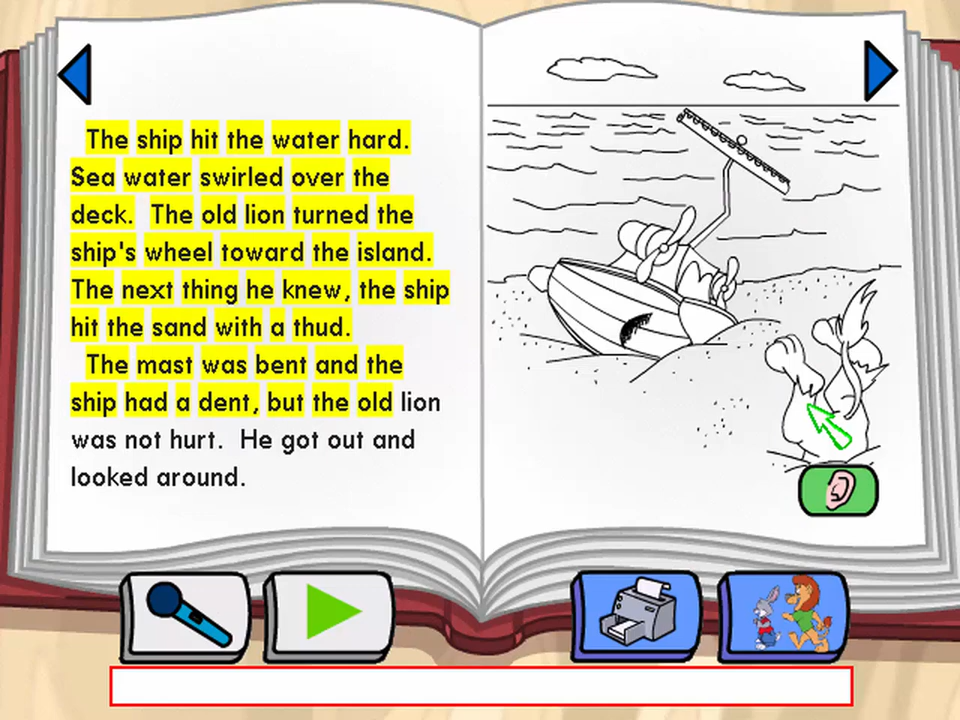 The ship hit the water hard.
Sea water swirled over the
deck.  The old lion turned the
ship's wheel toward the island.
The next thing he knew, the ship
hit the sand with a thud.
The mast was bent and the
ship had a dent, but the old lion
was not hurt.  He got out and
looked around.